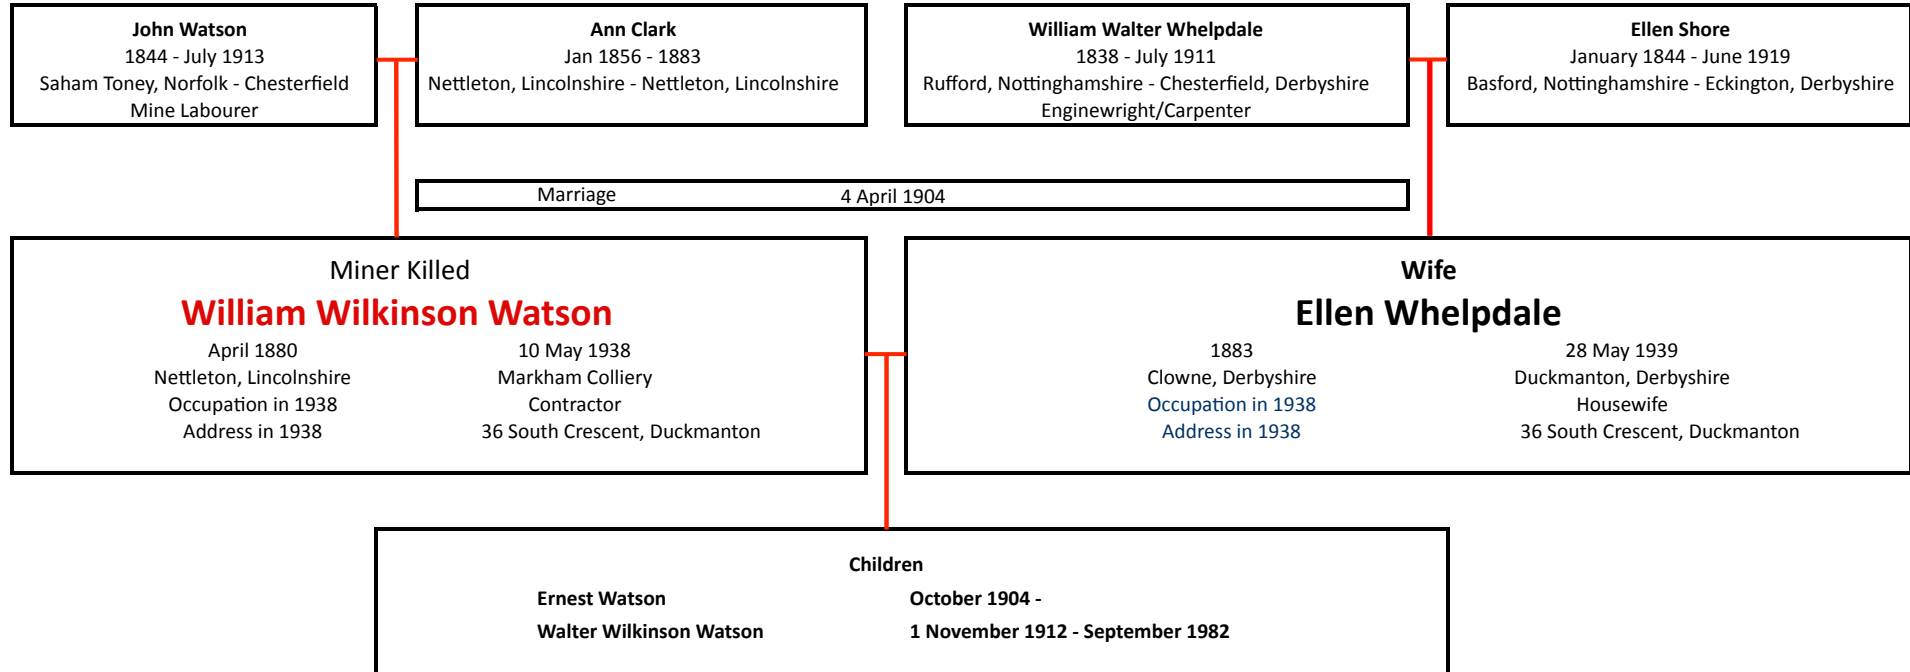 John Watson
1844 - July 1913
Saham Toney, Norfolk - Chesterfield
Mine Labourer
Ann Clark
Jan 1856 - 1883
Nettleton, Lincolnshire - Nettleton, Lincolnshire
William Walter Whelpdale
1838 - July 1911
Rufford, Nottinghamshire - Chesterfield, Derbyshire
Enginewright/Carpenter
Ellen Shore
January 1844 - June 1919
Basford, Nottinghamshire - Eckington, Derbyshire
Marriage 4 April 1904
Miner Killed
William Wilkinson Watson
April 1880 10 May 1938
Nettleton, Lincolnshire Markham Colliery
Occupation in 1938 Contractor
Address in 1938 36 South Crescent, Duckmanton
Wife
Ellen Whelpdale
1883 28 May 1939
Clowne, Derbyshire Duckmanton, Derbyshire
Occupation in 1938 Housewife
Address in 1938 36 South Crescent, Duckmanton
Children
Ernest Watson October 1904 -
Walter Wilkinson Watson 1 November 1912 - September 1982